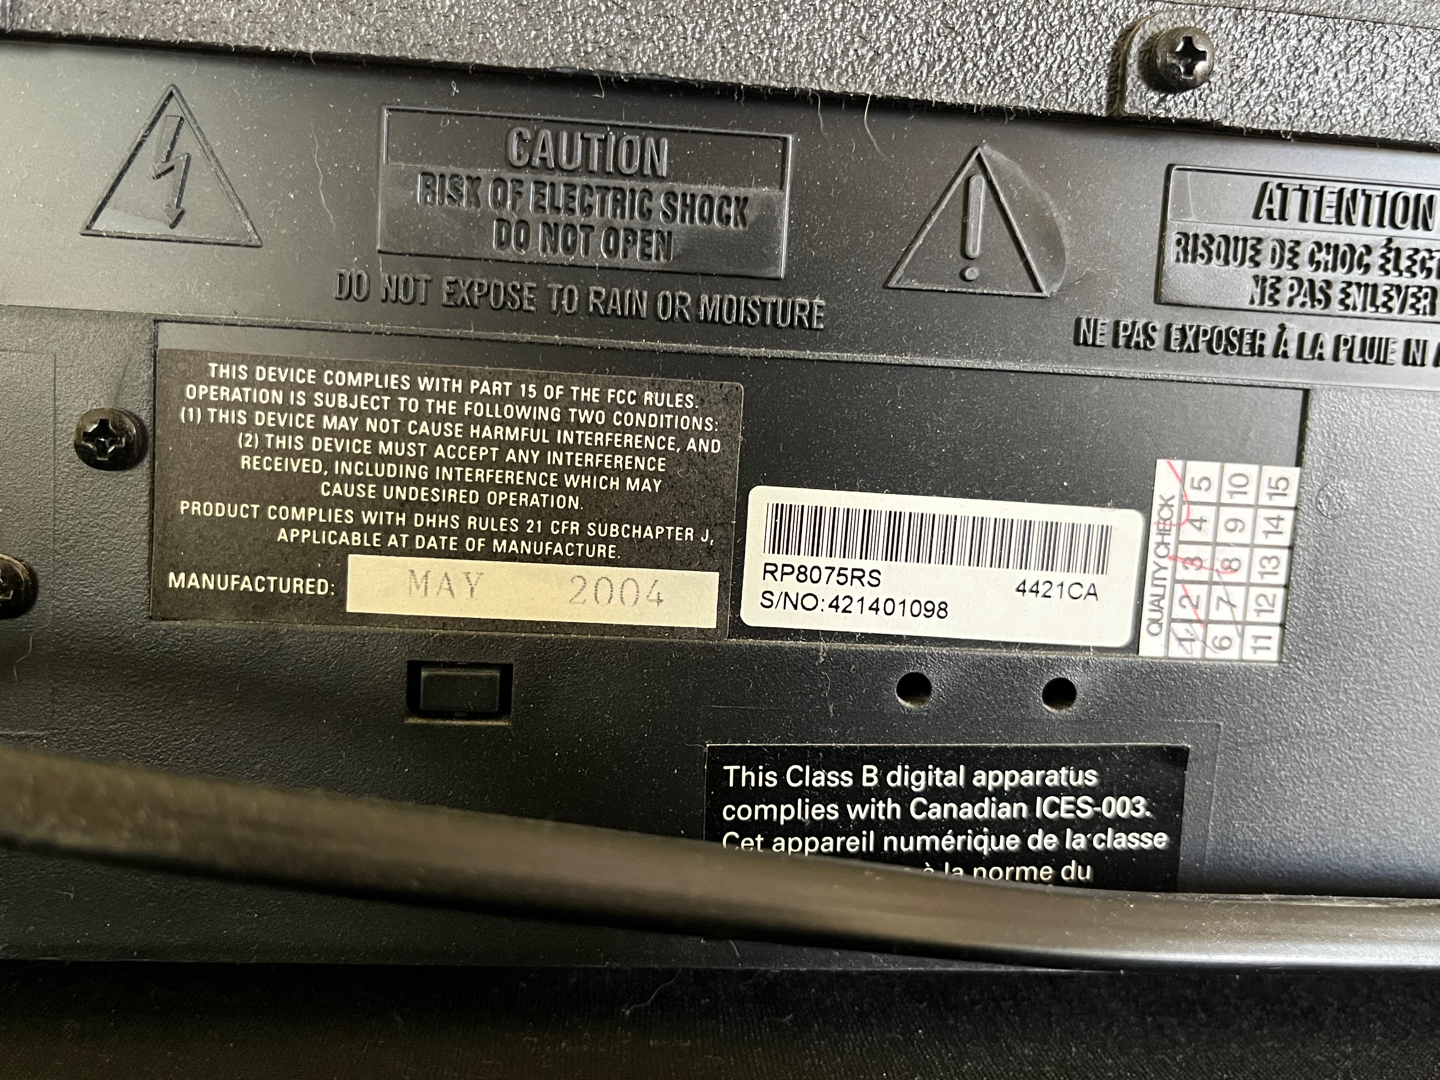 CAUTION
RISK OF ELECTRIC SHOCK
DO NOT OPEN
DO NOT EXPOSE TO RAIN OR MOISTURE
ATTENTION
RISQUE DE CHOC
NE PAS ENLEVER
NE PAS EXPOSER À LA PLUIE NI
THIS DEVICE COMPLIES WITH PART 15 OF THE FCC RULES.
OPERATION IS SUBJECT TO THE FOLLOWING TWO CONDITIONS:
(1) THIS DEVICE MAY NOT CAUSE HARMFUL INTERFERENCE, AND
(2) THIS DEVICE MUST ACCEPT ANY INTERFERENCE
RECEIVED, INCLUDING INTERFERENCE WHICH MAY
CAUSE UNDESIRED OPERATION.
PRODUCT COMPLIES WITH DHHS RULES 21 CFR SUBCHAPTER J,
APPLICABLE AT DATE OF MANUFACTURE.
MANUFACTURED: MAY 2004
RP8075RS 4421CA
S/NO:421401098
QUALITY CHECK
1 2 3 4 5
6 7 8 9 10
11 12 13 14 15
This Class B digital apparatus
complies with Canadian ICES-003.
Cet appareil numérique de la classe
à la norme du